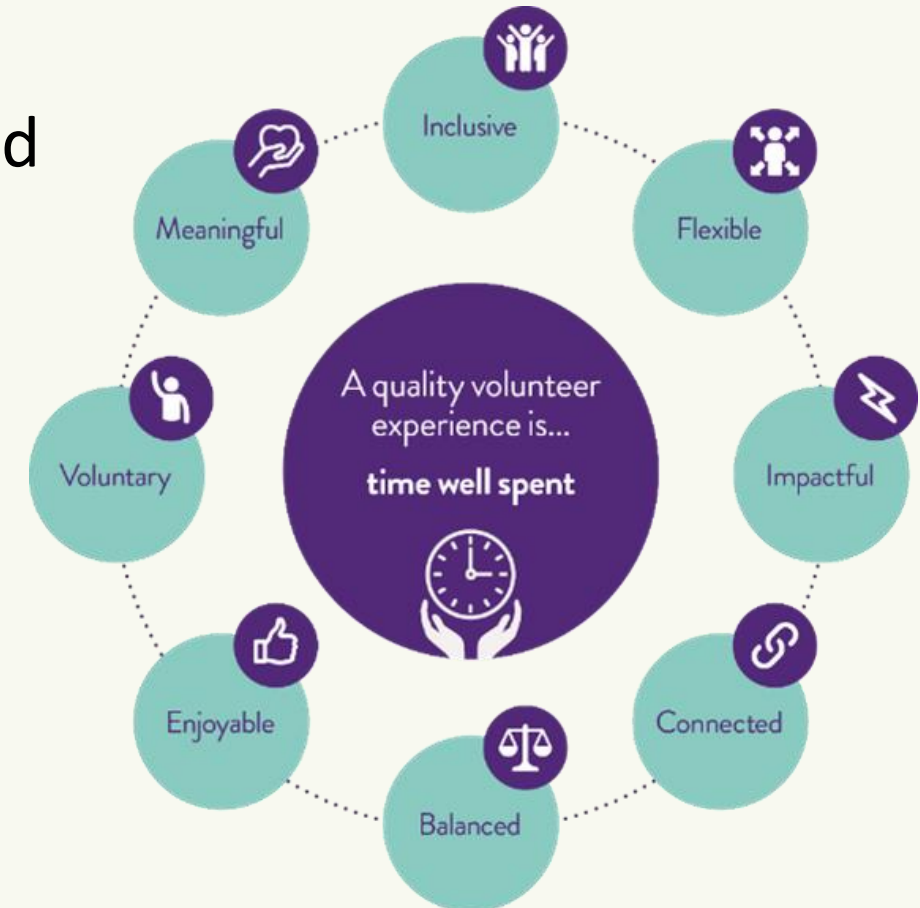 d
Inclusive
Flexible
Meaningful
A quality volunteer
experience is...
time well spent
Voluntary
Impactful
Enjoyable
Connected
Balanced